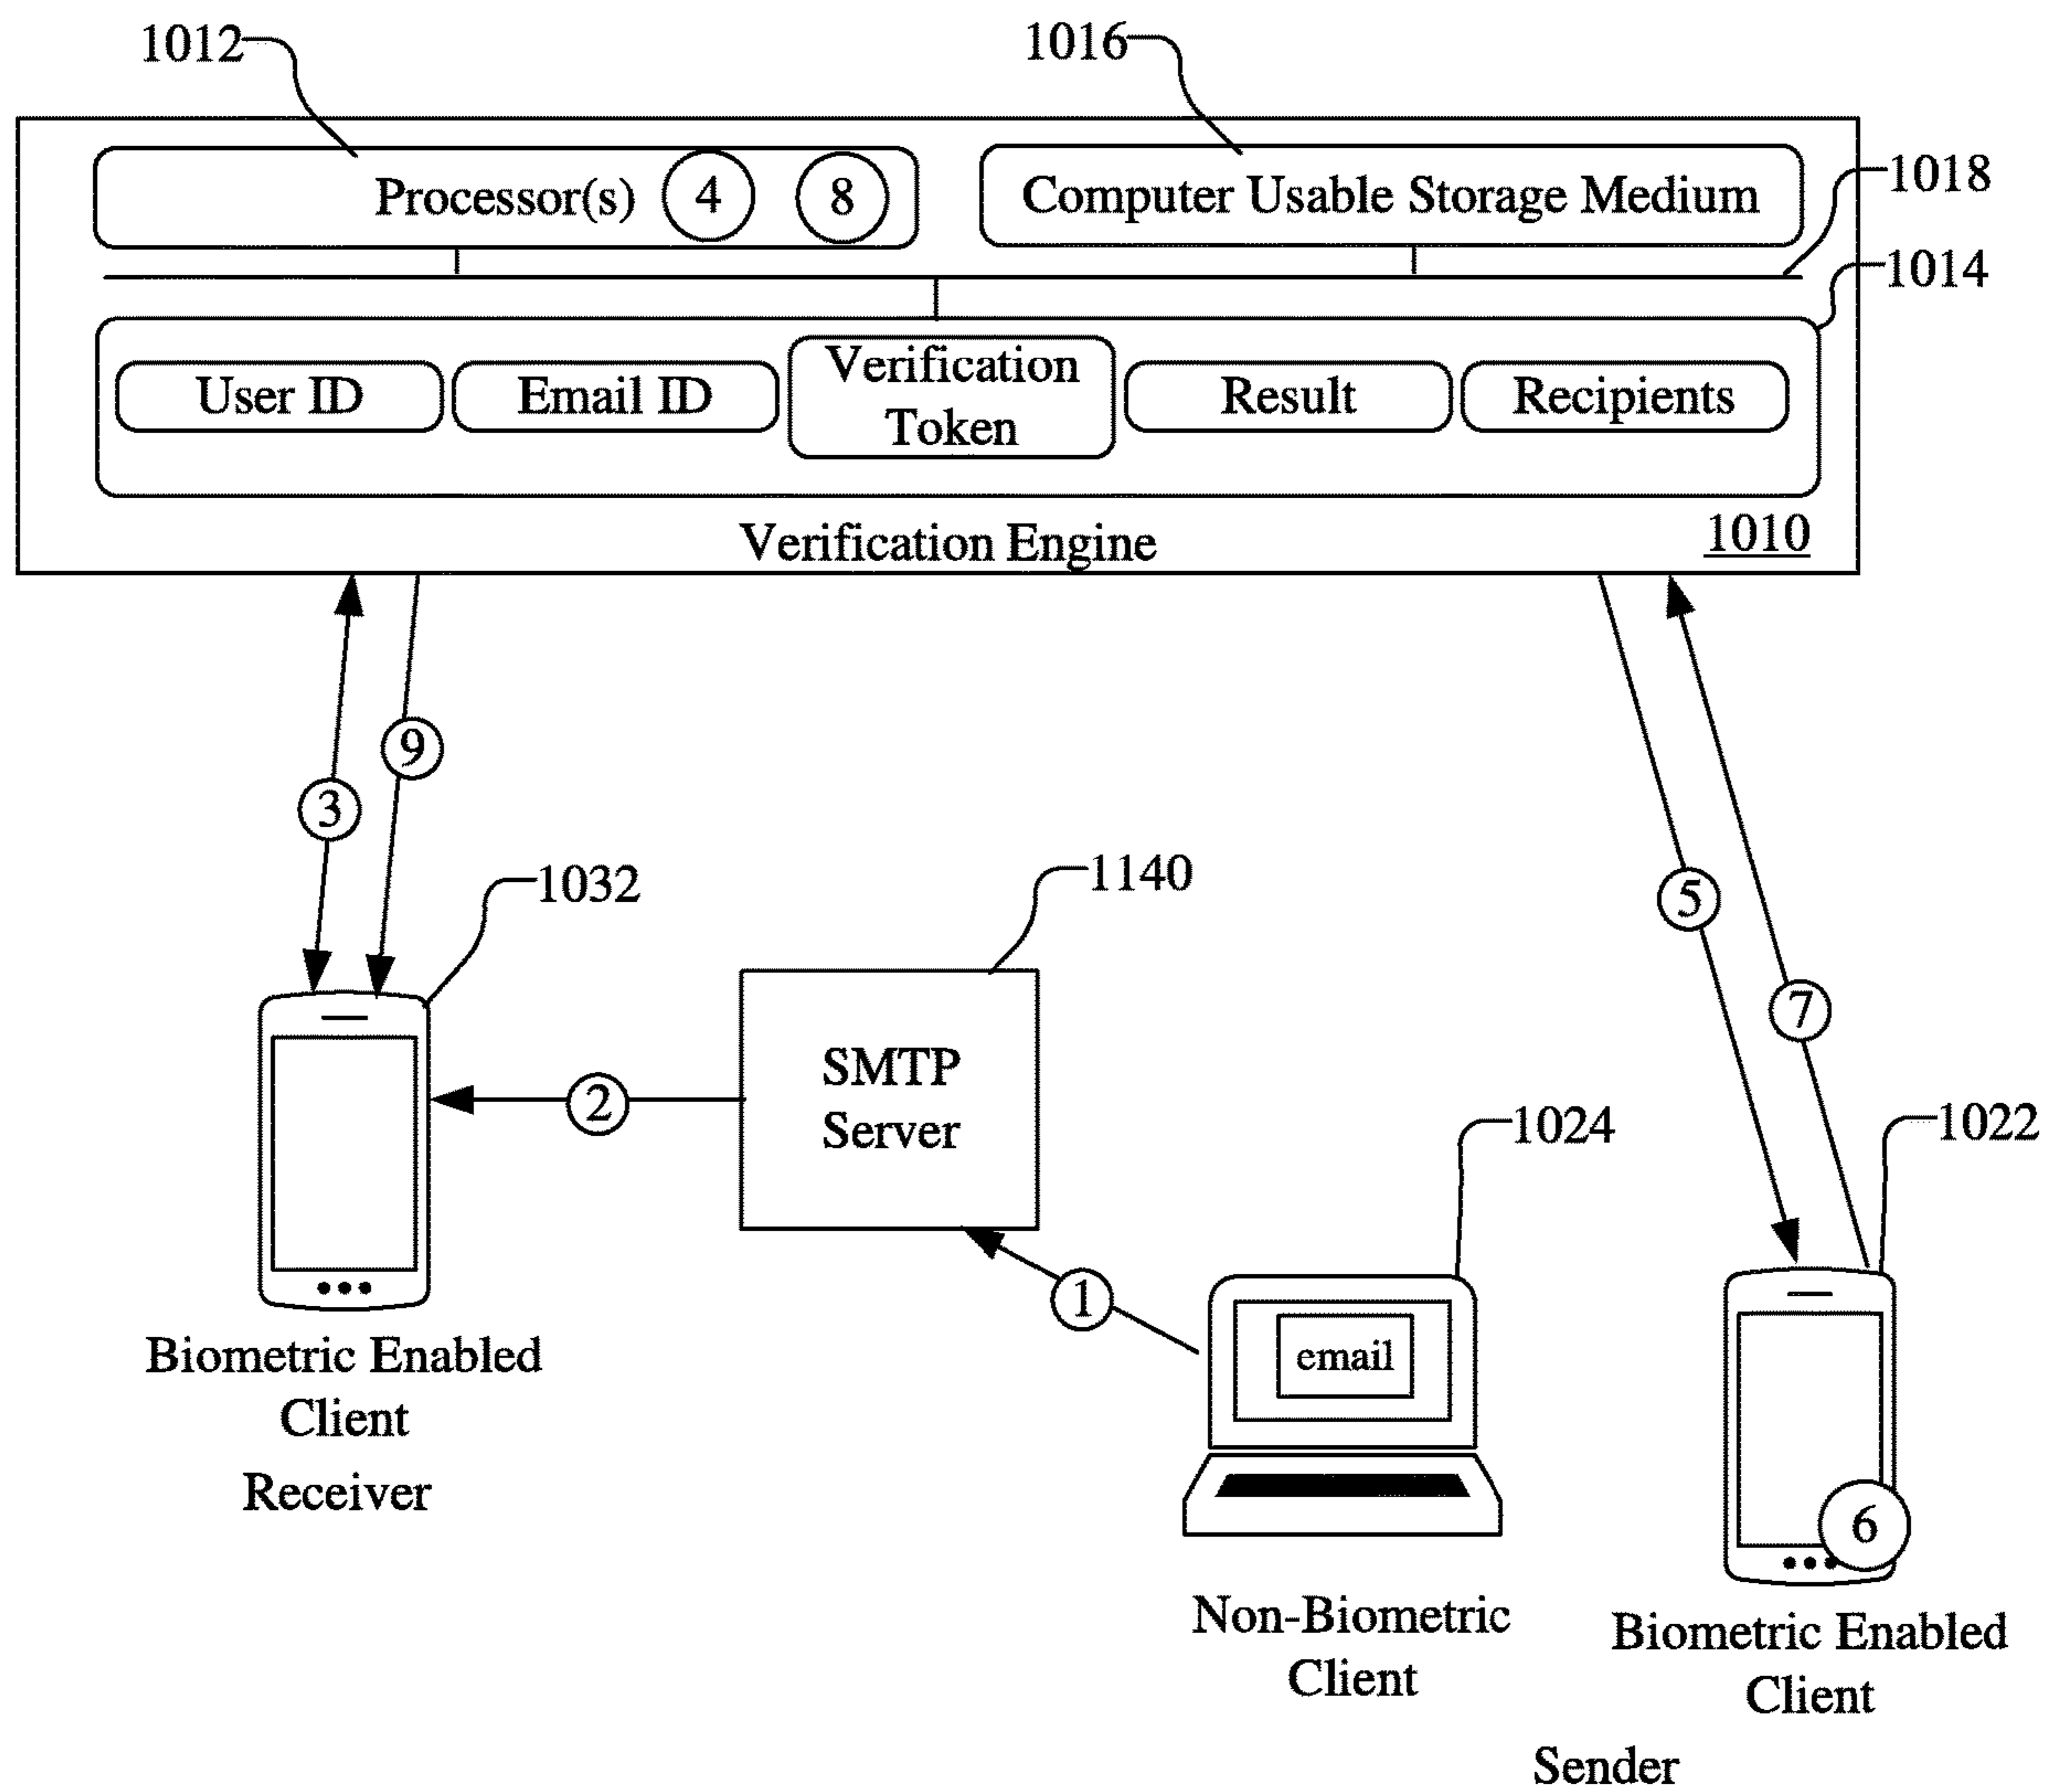 1012
1016
Processor(s) 4 8
Computer Usable Storage Medium
1018
1014
User ID
Email ID
Verification
Token
Result
Recipients
Verification Engine
1010
9
3
1032
1140
5
7
SMTP
Server
2
1024
1022
1
email
Biometric Enabled
Client
Receiver
6
Non-Biometric
Client
Biometric Enabled
Client
Sender